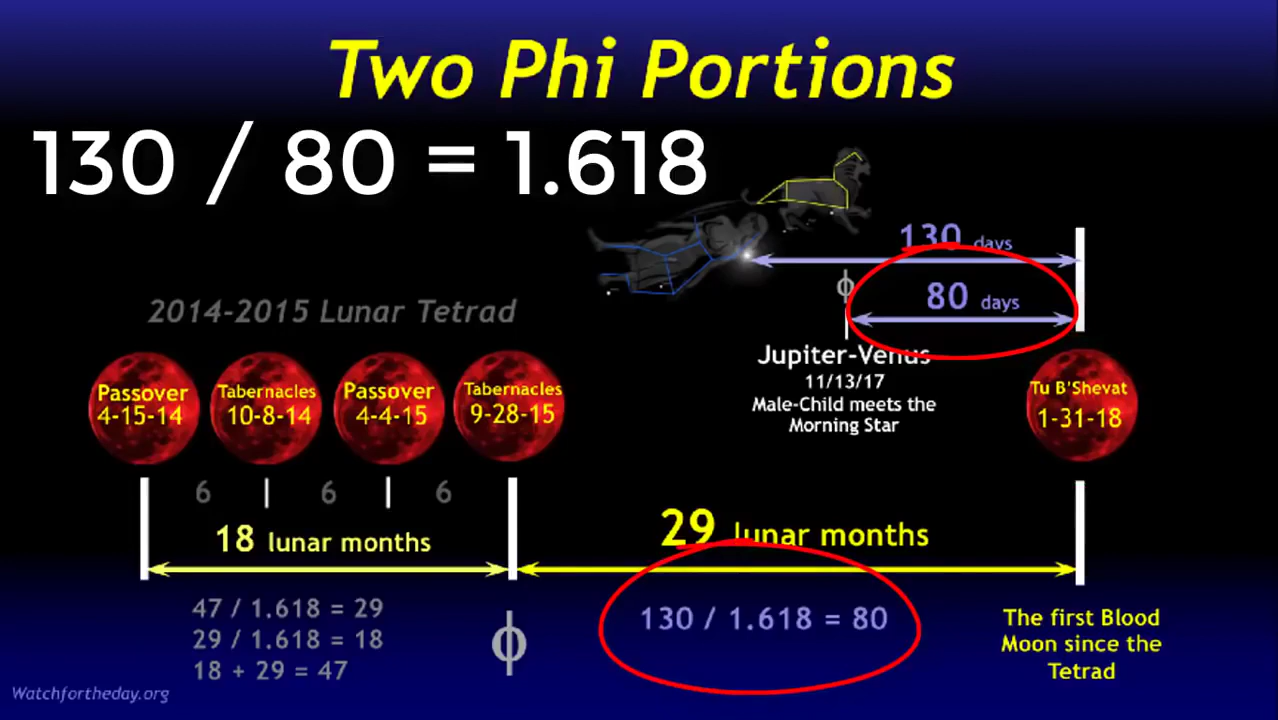 Two Phi Portions
130 / 80 = 1.618
130 days
ϕ
80 days
2014-2015 Lunar Tetrad
Jupiter-Venus
11/13/17
Male-Child meets the
Morning Star
Passover
4-15-14
Tabernacles
10-8-14
Passover
4-4-15
Tabernacles
9-28-15
Tu B'Shevat
1-31-18
6 | 6 | 6
18 lunar months
29 lunar months
47 / 1.618 = 29
29 / 1.618 = 18
18 + 29 = 47
ϕ
130 / 1.618 = 80
The first Blood
Moon since the
Tetrad
Watchfortheday.org